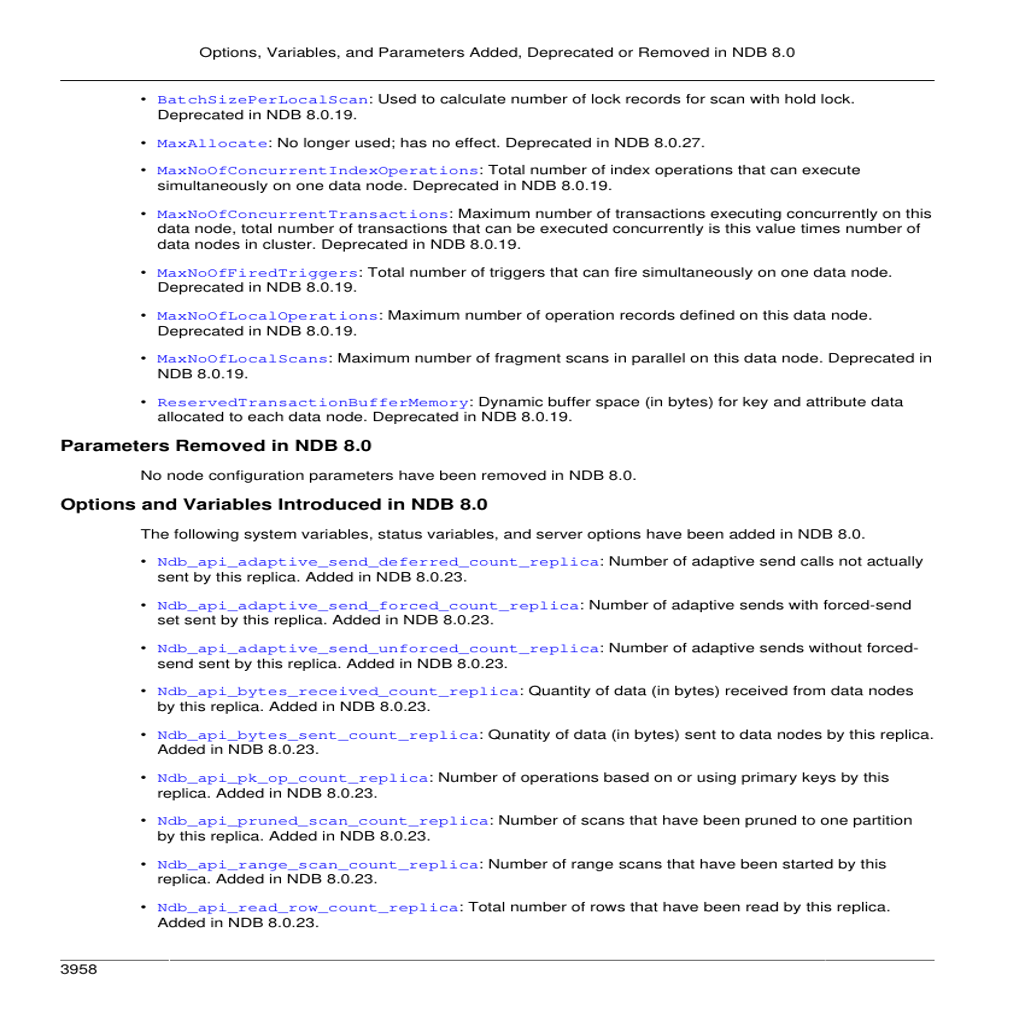 Options, Variables, and Parameters Added, Deprecated or Removed in NDB 8.0
• BatchSizePerLocalScan: Used to calculate number of lock records for scan with hold lock.
Deprecated in NDB 8.0.19.
• MaxAllocate: No longer used; has no effect. Deprecated in NDB 8.0.27.
• MaxNoOfConcurrentIndexOperations: Total number of index operations that can execute
simultaneously on one data node. Deprecated in NDB 8.0.19.
• MaxNoOfConcurrentTransactions: Maximum number of transactions executing concurrently on this
data node, total number of transactions that can be executed concurrently is this value times number of
data nodes in cluster. Deprecated in NDB 8.0.19.
• MaxNoOfFiredTriggers: Total number of triggers that can fire simultaneously on one data node.
Deprecated in NDB 8.0.19.
• MaxNoOfLocalOperations: Maximum number of operation records defined on this data node.
Deprecated in NDB 8.0.19.
• MaxNoOfLocalScans: Maximum number of fragment scans in parallel on this data node. Deprecated in
NDB 8.0.19.
• ReservedTransactionBufferMemory: Dynamic buffer space (in bytes) for key and attribute data
allocated to each data node. Deprecated in NDB 8.0.19.
Parameters Removed in NDB 8.0
No node configuration parameters have been removed in NDB 8.0.
Options and Variables Introduced in NDB 8.0
The following system variables, status variables, and server options have been added in NDB 8.0.
• Ndb_api_adaptive_send_deferred_count_replica: Number of adaptive send calls not actually
sent by this replica. Added in NDB 8.0.23.
• Ndb_api_adaptive_send_forced_count_replica: Number of adaptive sends with forced-send
set sent by this replica. Added in NDB 8.0.23.
• Ndb_api_adaptive_send_unforced_count_replica: Number of adaptive sends without forced-
send sent by this replica. Added in NDB 8.0.23.
• Ndb_api_bytes_received_count_replica: Quantity of data (in bytes) received from data nodes
by this replica. Added in NDB 8.0.23.
• Ndb_api_bytes_sent_count_replica: Qunatity of data (in bytes) sent to data nodes by this replica.
Added in NDB 8.0.23.
• Ndb_api_pk_op_count_replica: Number of operations based on or using primary keys by this
replica. Added in NDB 8.0.23.
• Ndb_api_pruned_scan_count_replica: Number of scans that have been pruned to one partition
by this replica. Added in NDB 8.0.23.
• Ndb_api_range_scan_count_replica: Number of range scans that have been started by this
replica. Added in NDB 8.0.23.
• Ndb_api_read_row_count_replica: Total number of rows that have been read by this replica.
Added in NDB 8.0.23.
3958